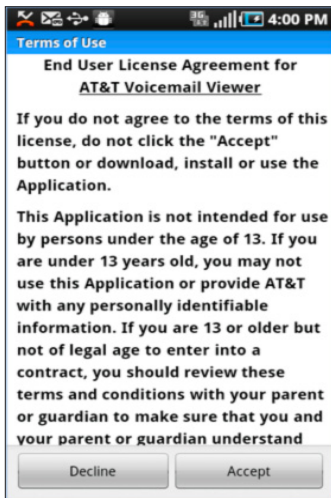 3G 4:00 PM
Terms of Use
End User License Agreement for
AT&T Voicemail Viewer
If you do not agree to the terms of this
license, do not click the "Accept"
button or download, install or use the
Application.
This Application is not intended for use
by persons under the age of 13. If you
are under 13 years old, you may not
use this Application or provide AT&T
with any personally identifiable
information. If you are 13 or older but
not of legal age to enter into a
contract, you should review these
terms and conditions with your parent
or guardian to make sure that you and
your parent or guardian understand
Decline Accept